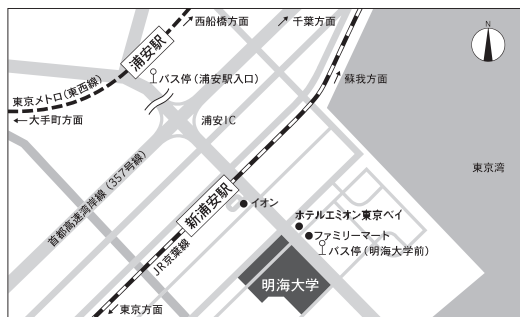 西船橋方面
千葉方面
N
浦安駅
バス停(浦安駅入口)
蘇我方面
東京メトロ(東西線)
←大手町方面
浦安IC
東京湾
首都高速湾岸線(357号線)
新浦安駅
イオン
ホテルエミオン東京ベイ
ファミリーマート
バス停(明海大学前)
JR京葉線
明海大学
東京方面